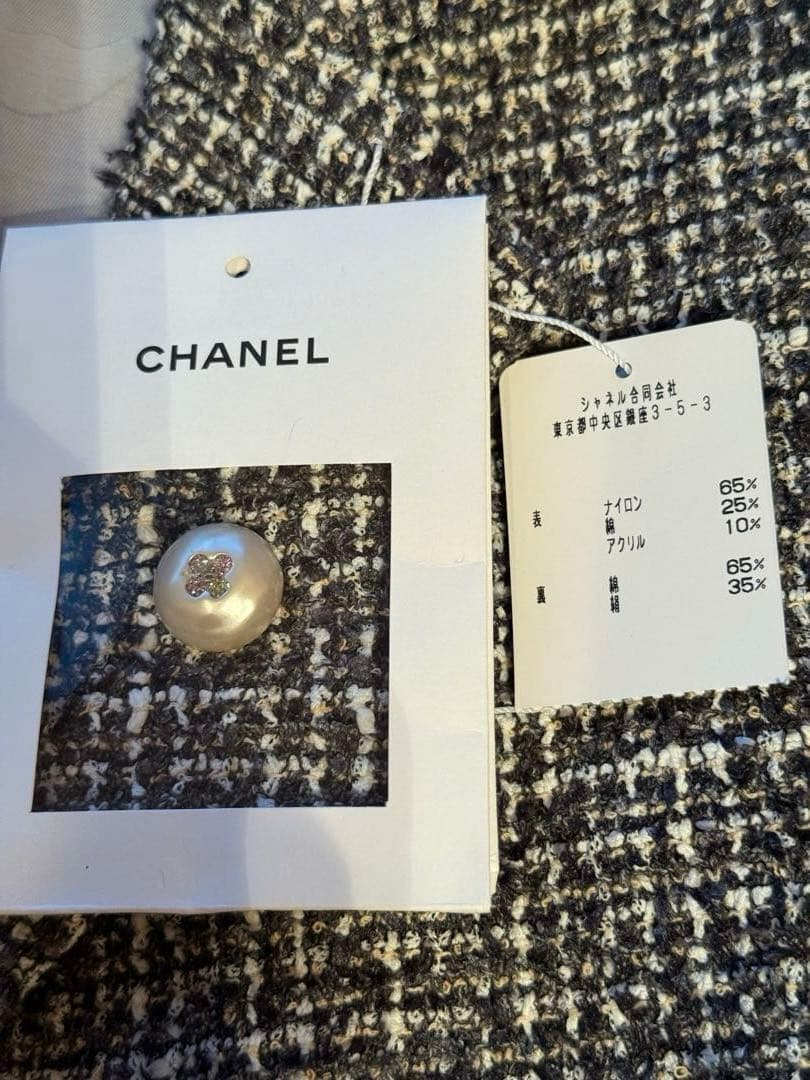 CHANEL
シャネル合同会社
東京都中央区銀座3-5-3
表 ナイロン 65%
綿 25%
アクリル 10%
裏 綿 65%
絹 35%